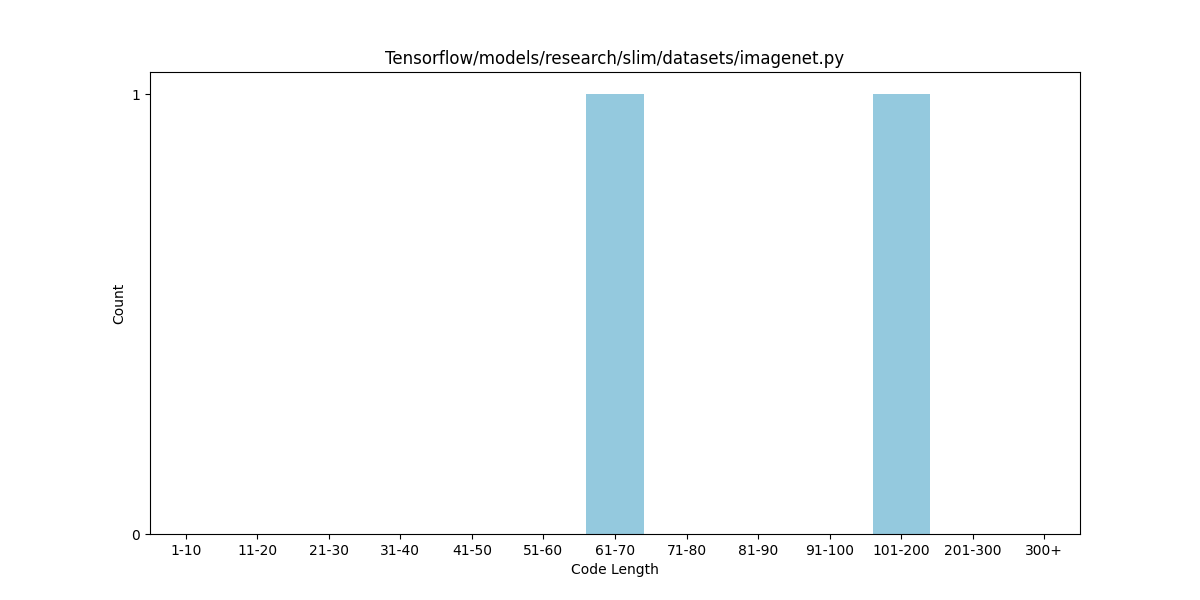 Tensorflow/models/research/slim/datasets/imagenet.py
1
Count
0
1-10 11-20 21-30 31-40 41-50 51-60 61-70 71-80 81-90 91-100 101-200 201-300 300+
Code Length